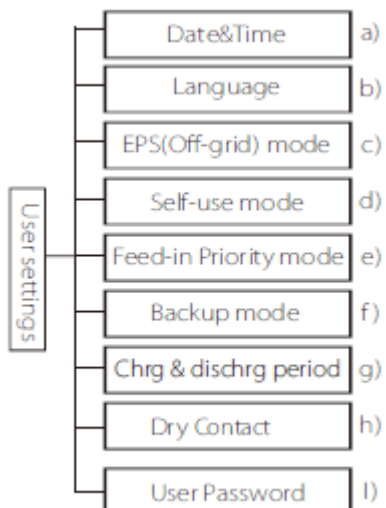 Date&Time a)
Language b)
EPS(Off-grid) mode c)
Self-use mode d)
User settings
Feed-in Priority mode e)
Backup mode f)
Chrg & dischrg period g)
Dry Contact h)
User Password l)